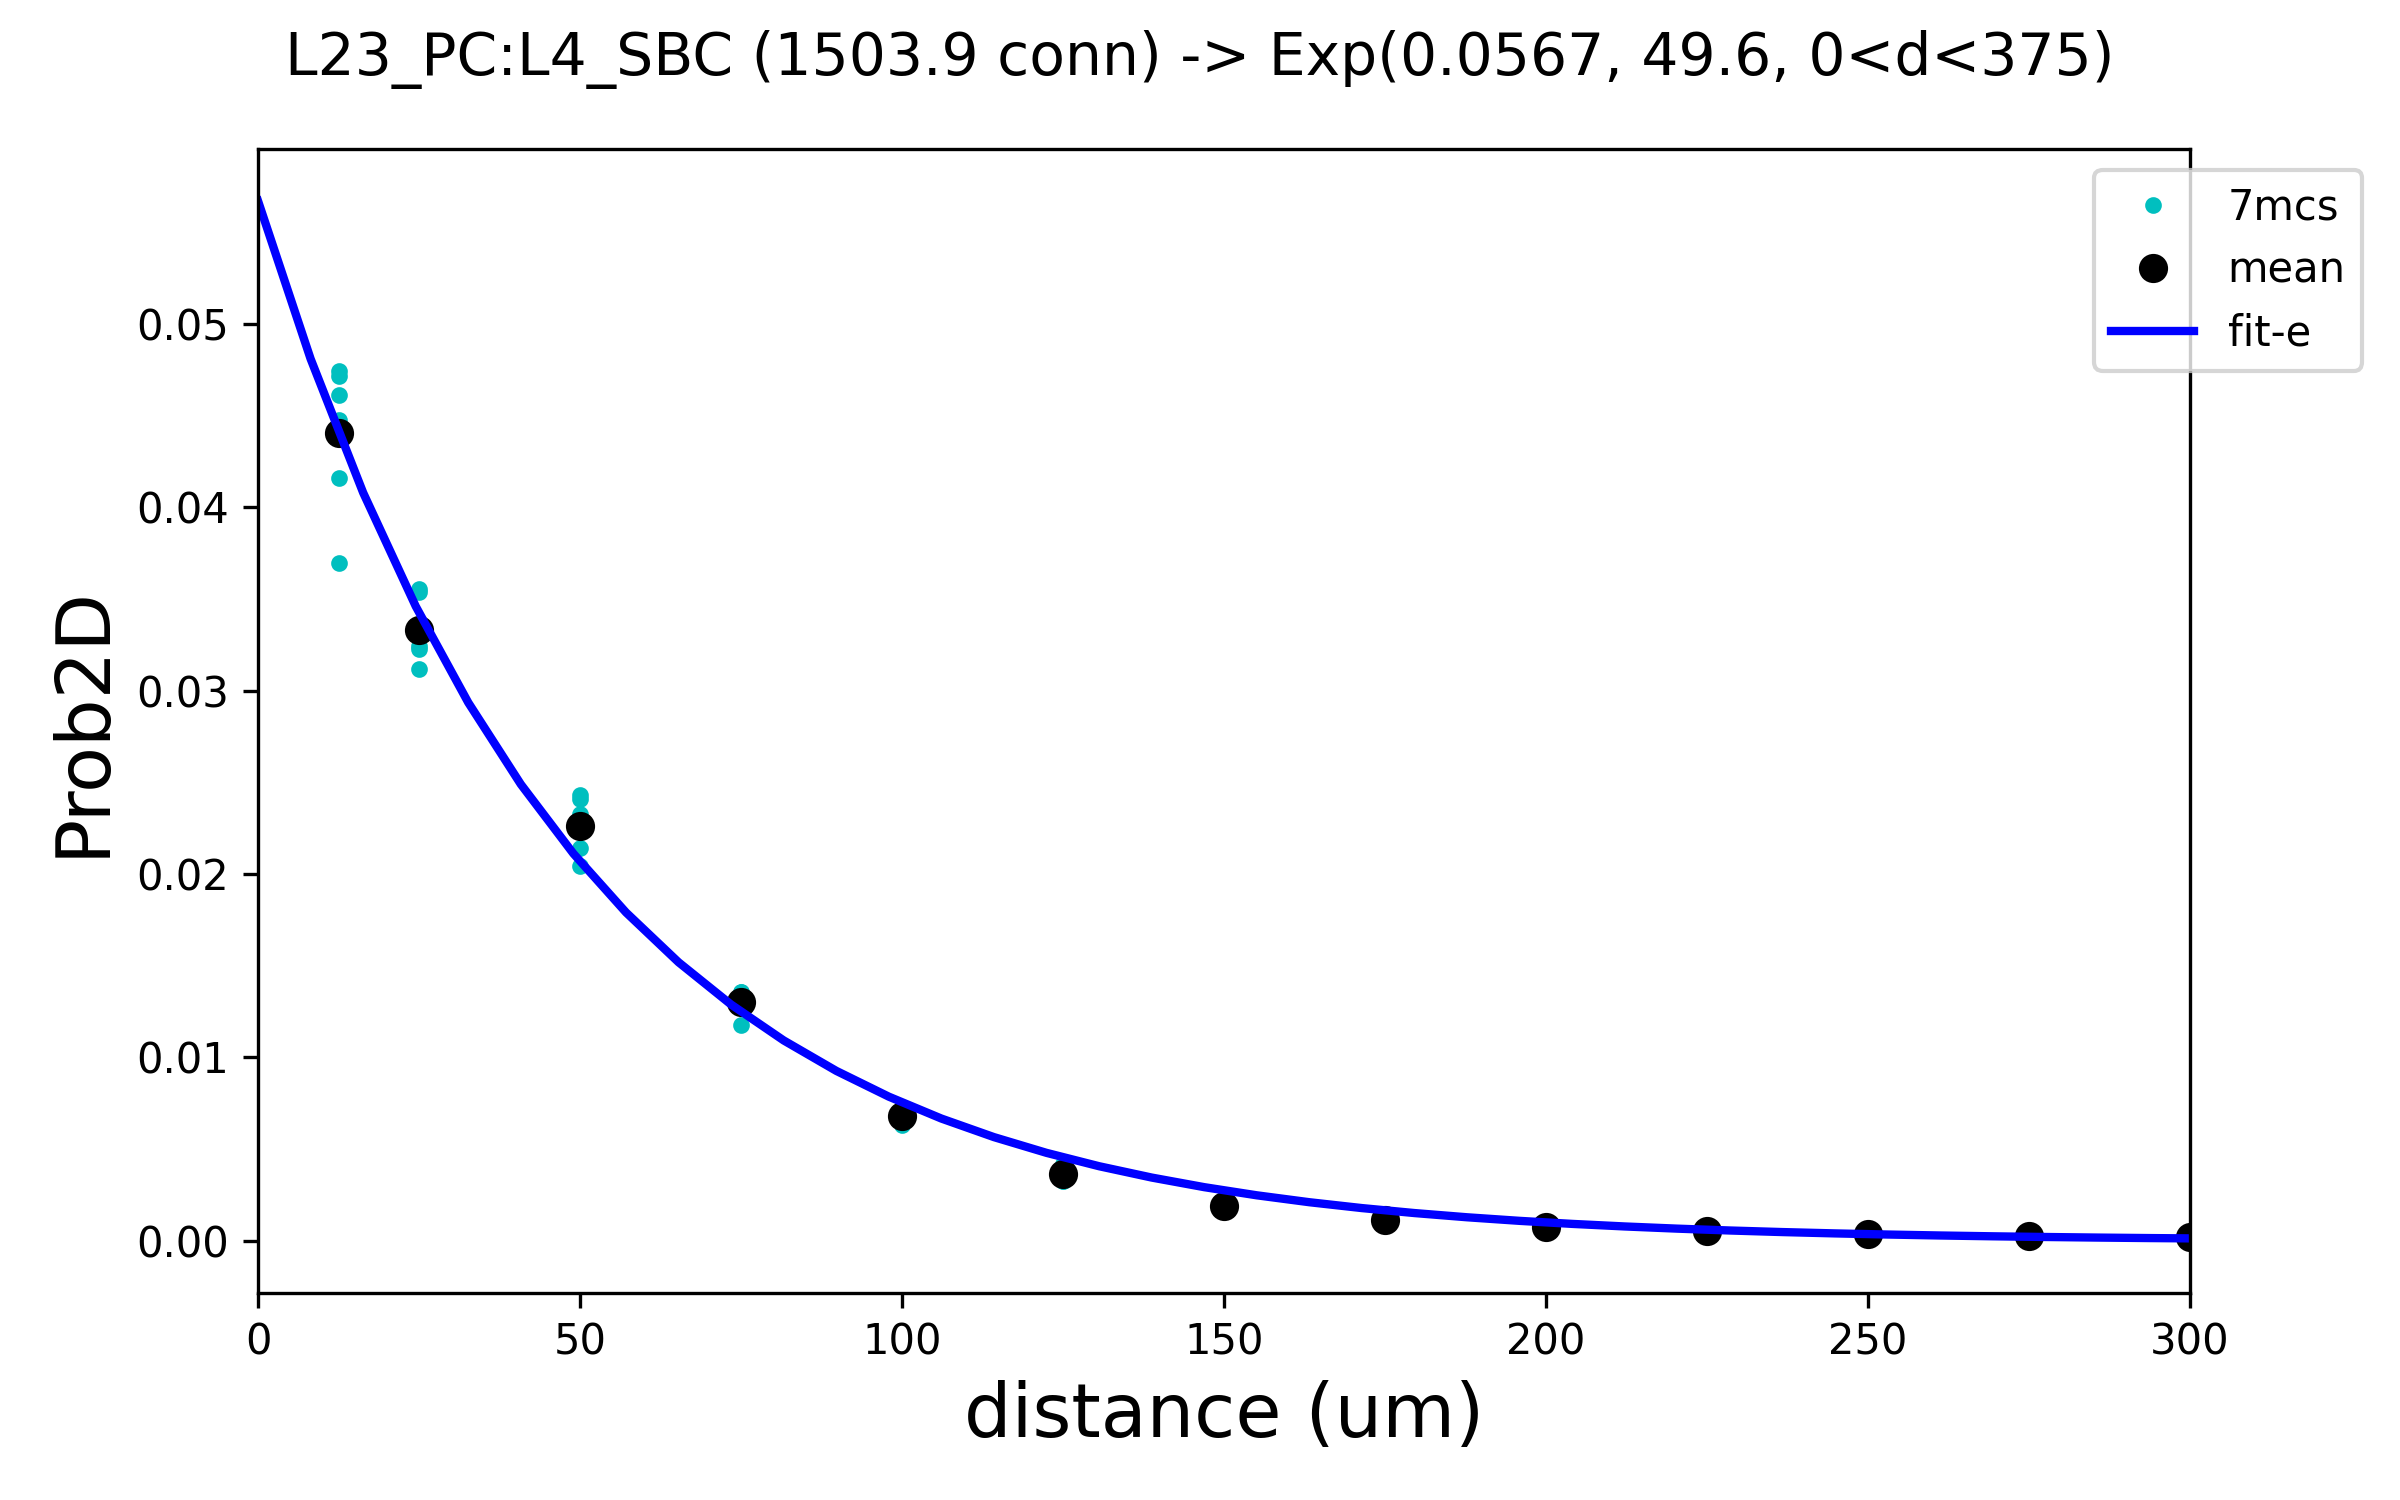 L23_PC:L4_SBC (1503.9 conn) -> Exp(0.0567, 49.6, 0<d<375)
7mcs
mean
fit-e
Prob2D
0.05
0.04
0.03
0.02
0.01
0.00
0 50 100 150 200 250 300
distance (um)